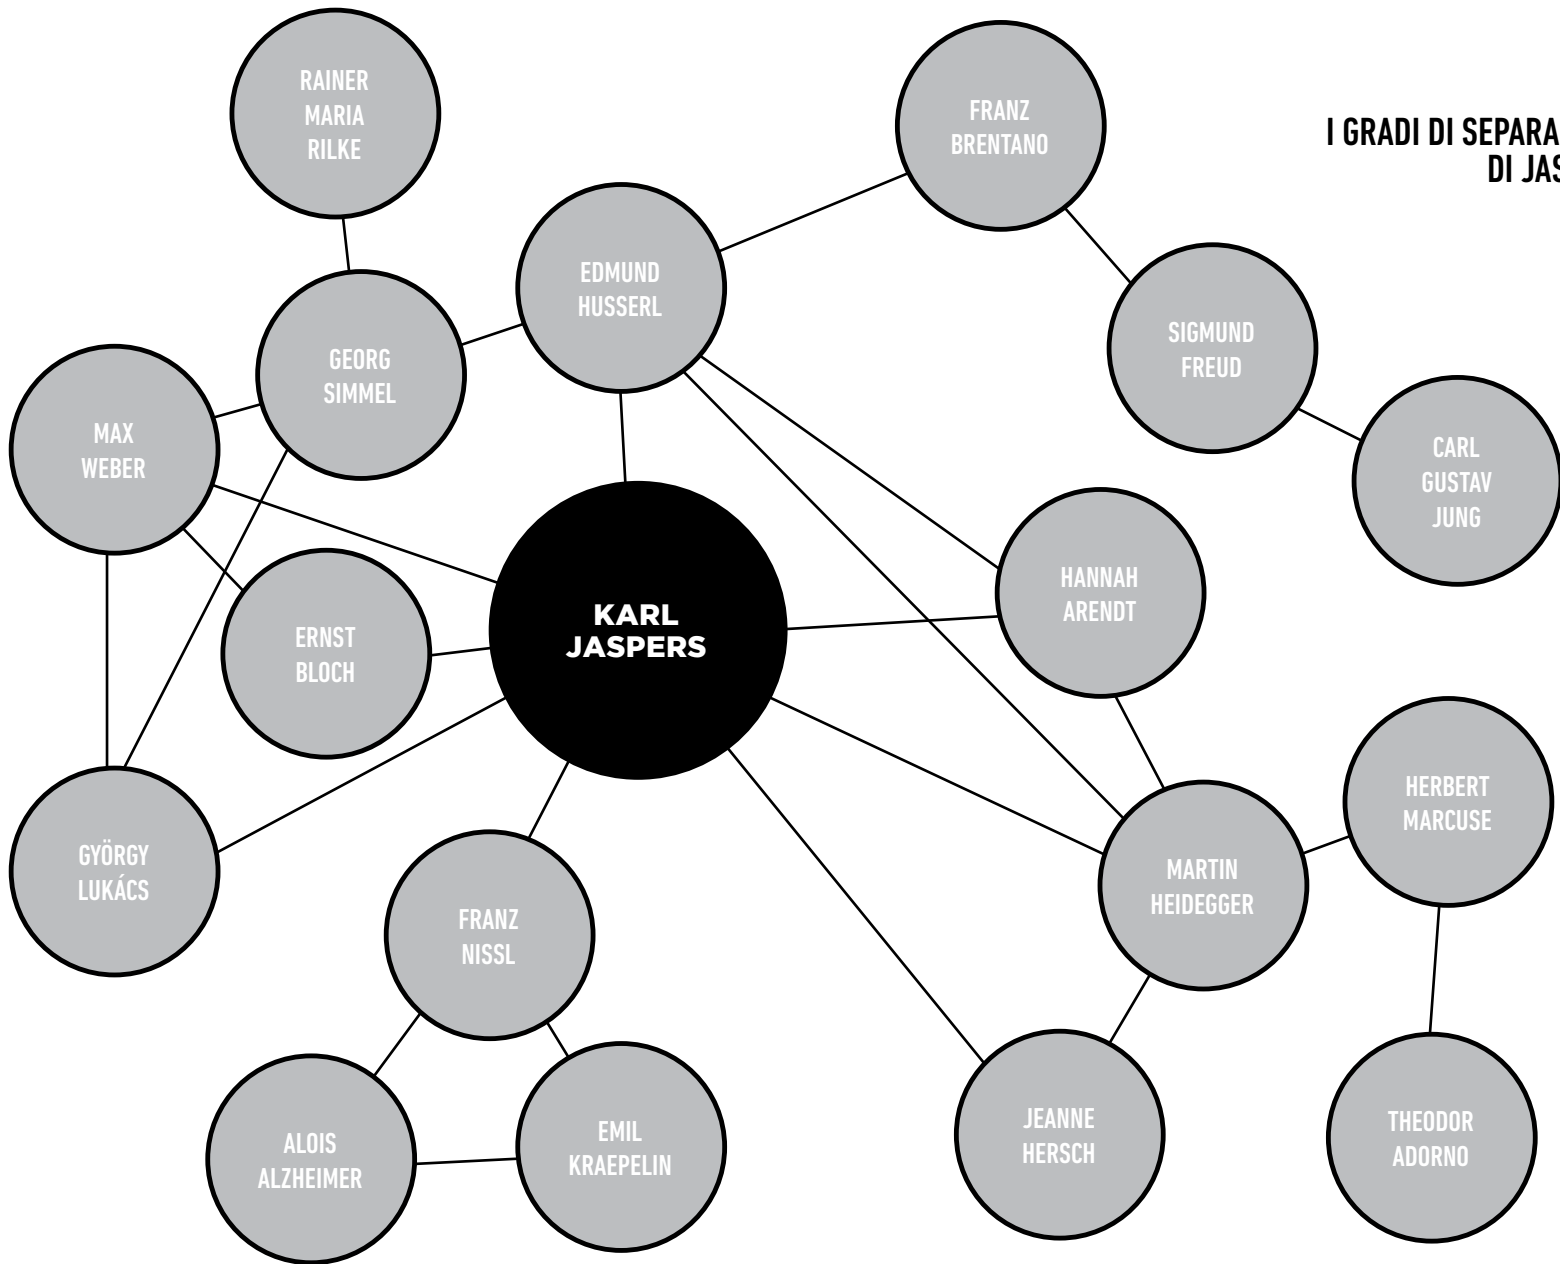 RAINER
MARIA
RILKE
FRANZ
BRENTANO
I GRADI DI
DI
EDMUND
HUSSERL
SIGMUND
FREUD
GEORG
SIMMEL
MAX
WEBER
CARL
GUSTAV
JUNG
HANNAH
ARENDT
KARL
JASPERS
ERNST
BLOCH
HERBERT
MARCUSE
GYÖRGY
LUKÁCS
MARTIN
HEIDEGGER
FRANZ
NISSL
JEANNE
HERSCH
THEODOR
ADORNO
ALOIS
ALZHEIMER
EMIL
KRAEPELIN